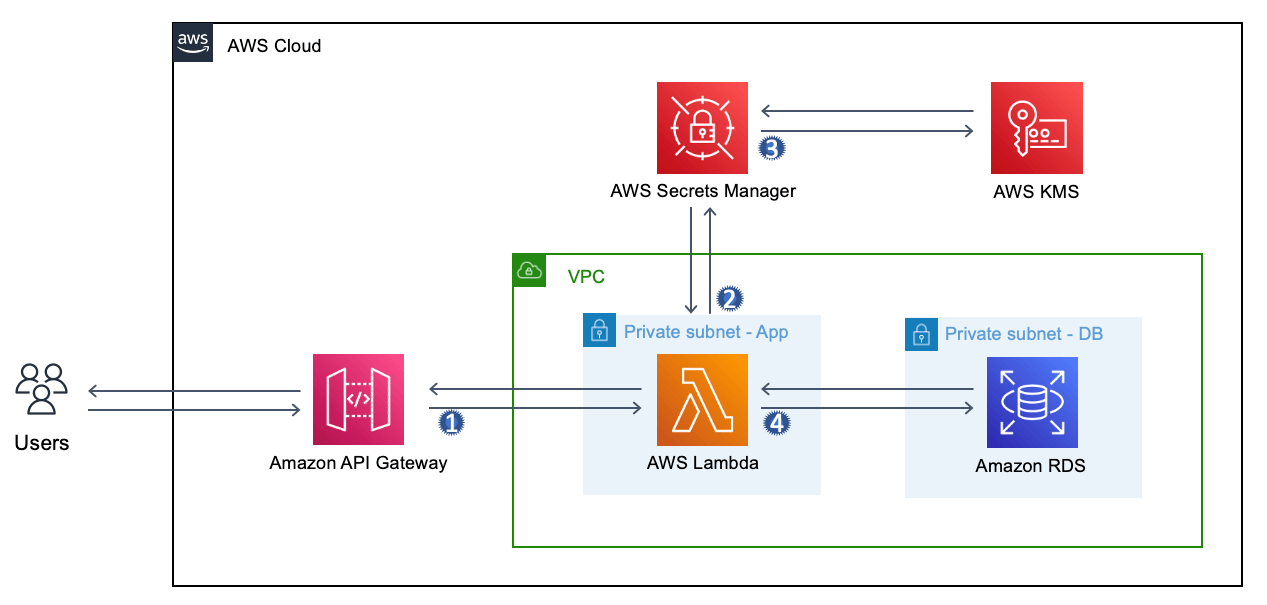 aws
AWS Cloud
3
AWS Secrets Manager
AWS KMS
VPC
2
Private subnet - App
Private subnet - DB
</>
1
4
Users
Amazon API Gateway
AWS Lambda
Amazon RDS